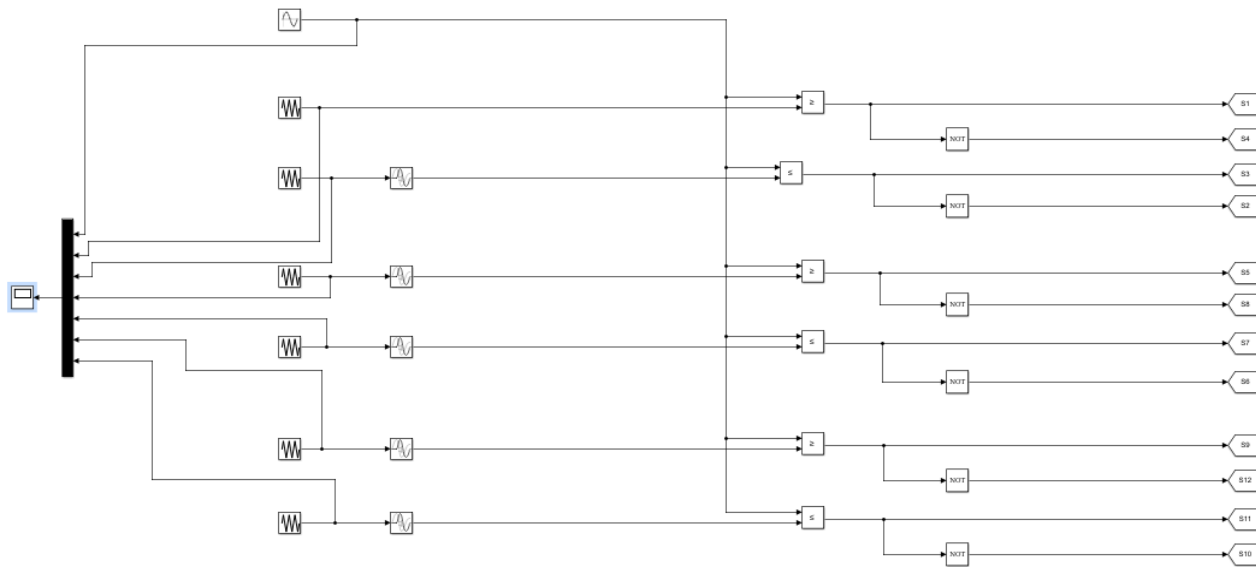 ≥
S1
NOT
S4
≤
S3
NOT
S2
≥
S5
NOT
S8
≤
S7
NOT
S6
≥
S9
NOT
S12
≤
S11
NOT
S10